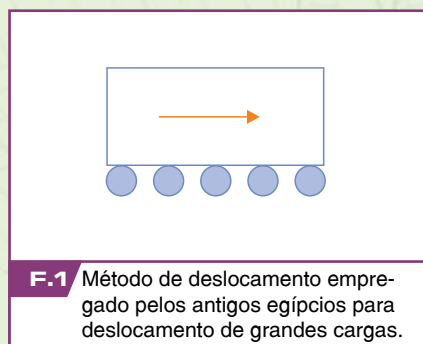 F.1 Método de deslocamento empre-
gado pelos antigos egípcios para
deslocamento de grandes cargas.